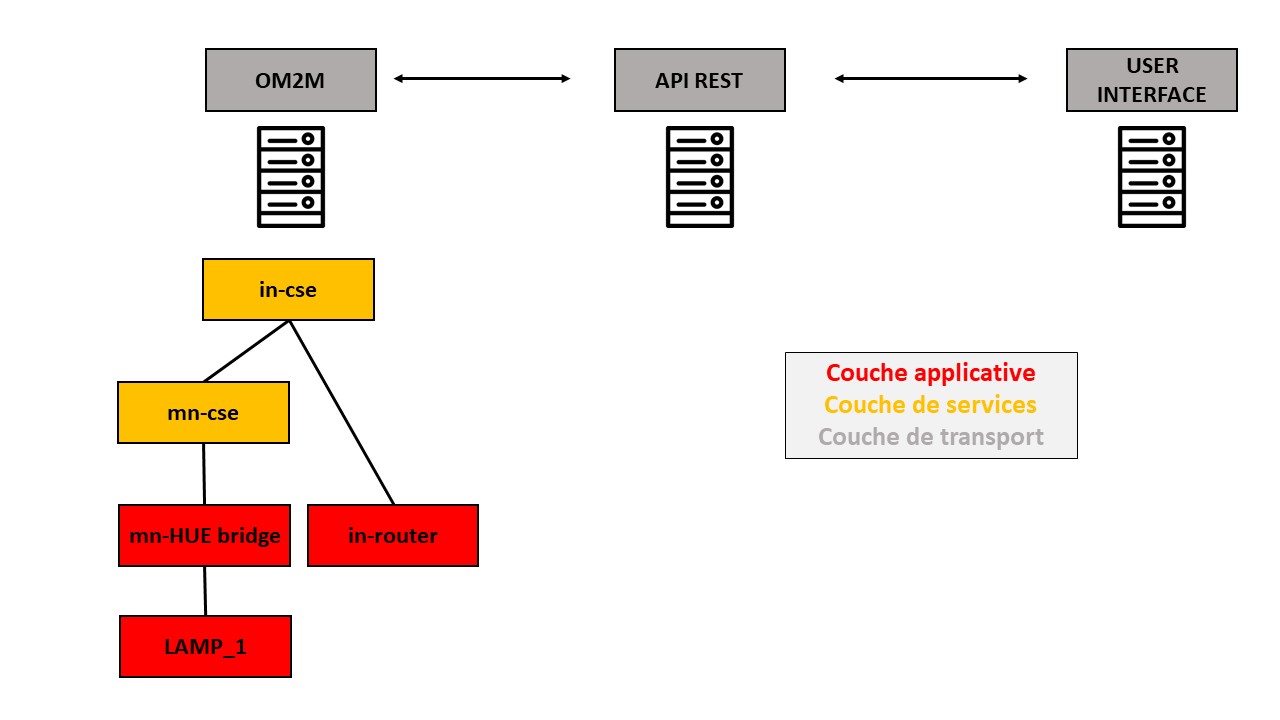 OM2M
API REST
USER
INTERFACE
in-cse
mn-cse
Couche applicative
Couche de services
Couche de transport
mn-HUE bridge
in-router
LAMP_1